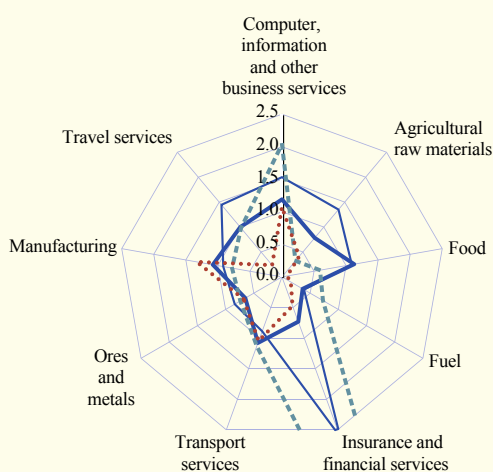 Computer,
information
and other
business services
2.5
Travel services
Agricultural
raw materials
2.0
1.5
1.0
Manufacturing
Food
0.5
0.0
Ores
and
metals
Fuel
Transport
services
Insurance and
financial services